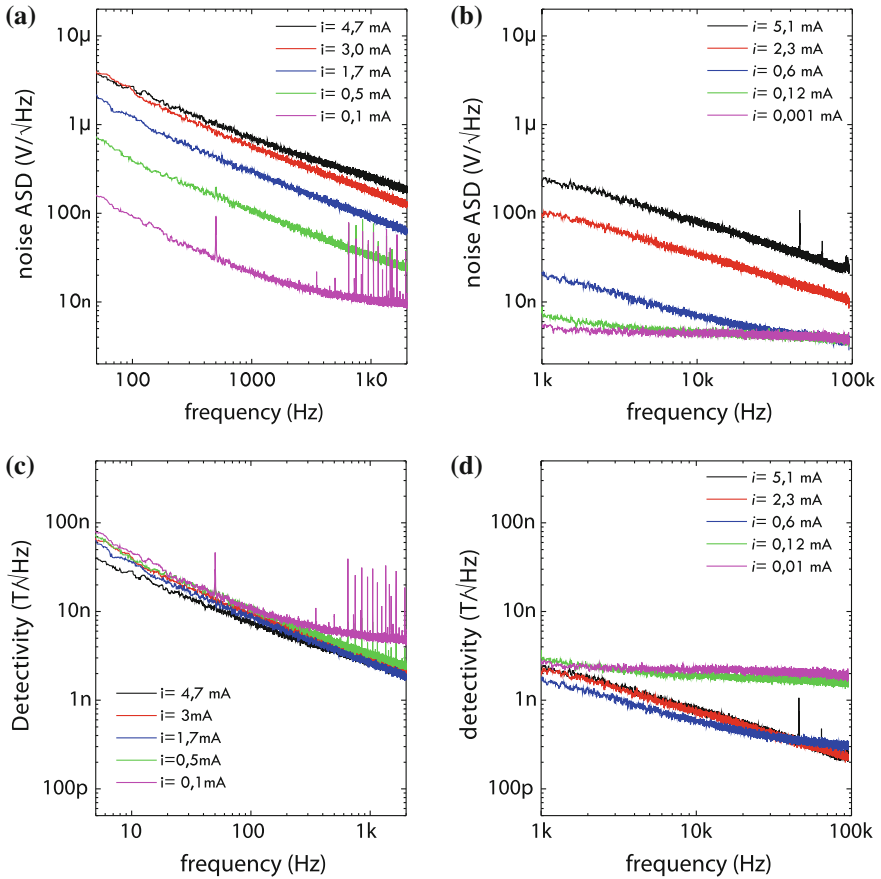 (a)
noise ASD (V/√Hz)
10µ
1µ
100n
10n
i= 4,7 mA
i= 3,0 mA
i= 1,7 mA
i= 0,5 mA
i= 0,1 mA
100
1000
1k0
frequency (Hz)
(b)
noise ASD (V/√Hz)
10µ
1µ
100n
10n
i= 5,1 mA
i= 2,3 mA
i= 0,6 mA
i= 0,12 mA
i= 0,001 mA
1k
10k
100k
frequency (Hz)
(c)
Detectivity (T/√Hz)
100n
10n
1n
100p
i= 4,7 mA
i= 3mA
i=1,7mA
i=0,5mA
i= 0,1mA
10
100
1k
frequency (Hz)
(d)
detectivity (T/√Hz)
100n
10n
1n
100p
i= 5,1 mA
i= 2,3 mA
i= 0,6 mA
i= 0,12 mA
i= 0,01 mA
1k
10k
100k
frequency (Hz)